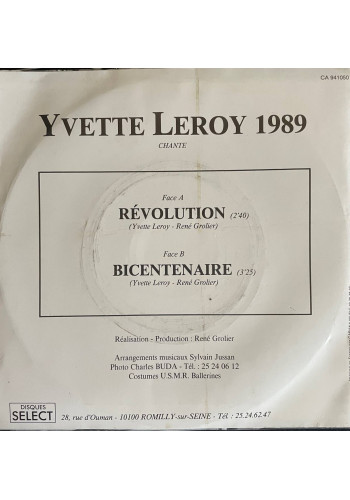 CA 941050
YVETTE LEROY 1989
CHANTE
Face A
RÉVOLUTION (2'40)
(Yvette Leroy - René Grolier)
Face B
BICENTENAIRE (3'25)
(Yvette Leroy - René Grolier)
Réalisation - Production : René Grolier
Arrangements musicaux Sylvain Jussan
Photo Charles BUDA - Tél. : 25 24 06 12
Costumes U.S.M.R. Ballerines
DISQUES
SELECT
28, rue d'Ouman - 10100 ROMILLY-sur-SEINE - Tél : 25.24.62.47